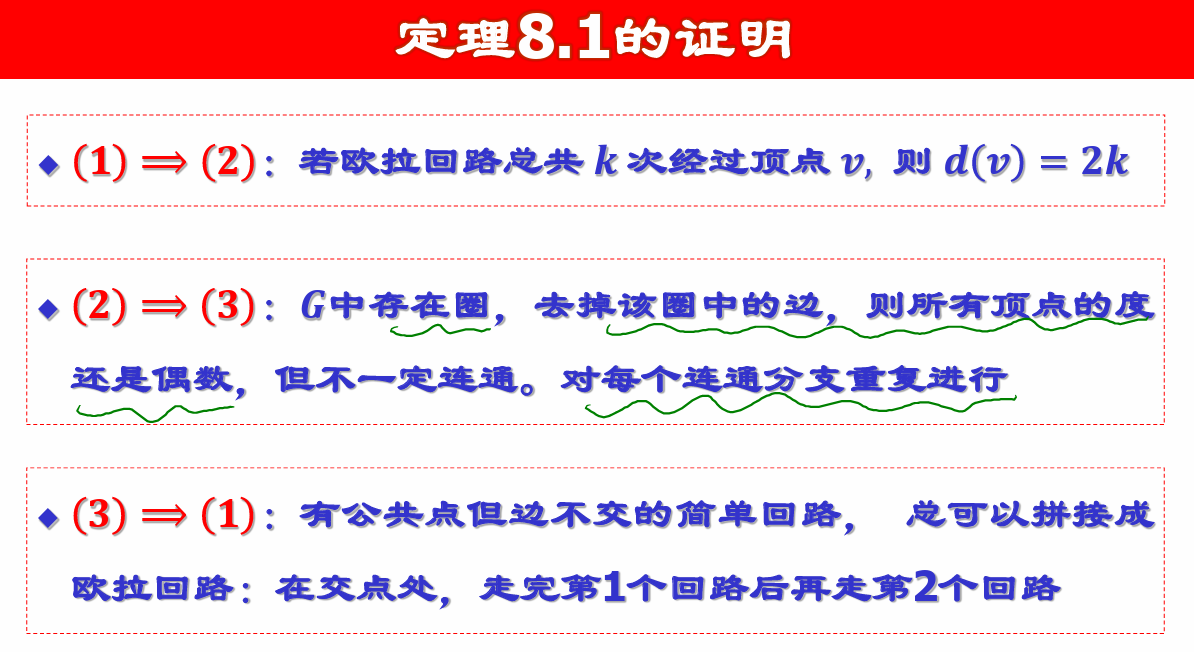 定理8.1的证明
◆ (1) ⟹ (2)：若欧拉回路总共 k 次经过顶点 v, 则 d(v) = 2k
◆ (2) ⟹ (3)：G中存在圈，去掉该圈中的边，则所有顶点的度
还是偶数，但不一定连通。对每个连通分支重复进行
◆ (3) ⟹ (1)：有公共点但边不交的简单回路， 总可以拼接成
欧拉回路：在交点处，走完第1个回路后再走第2个回路